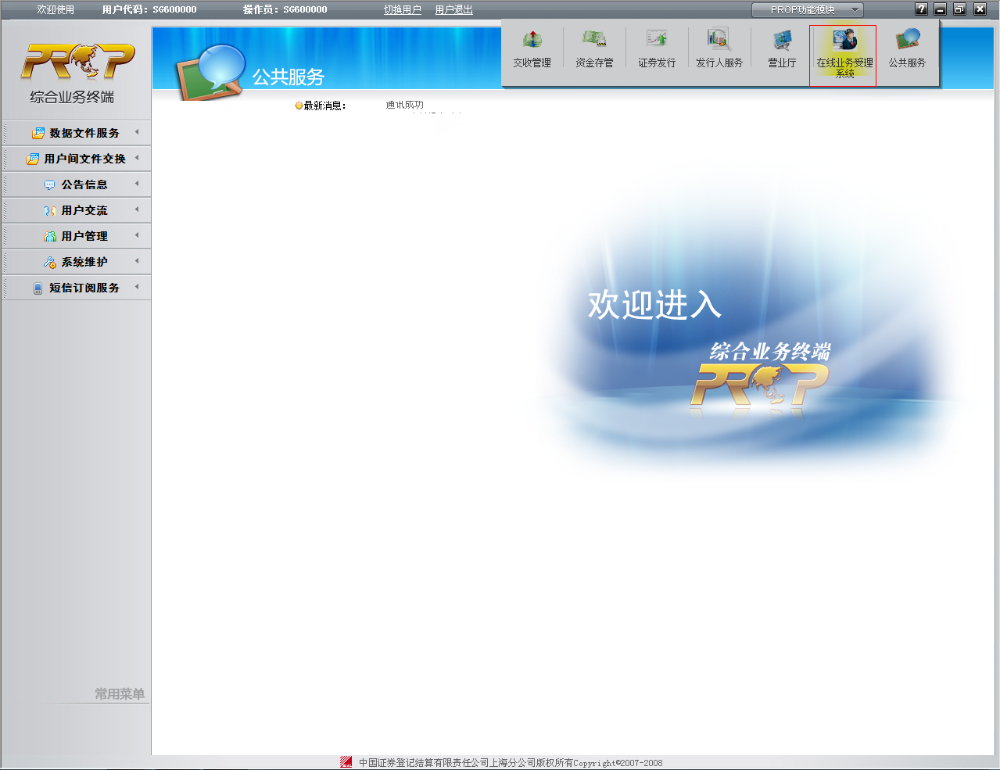 欢迎使用 用户代码：SG600000 操作员：SG600000 切换用户 用户退出 PROP功能模块
PROP
综合业务终端
公共服务
交收管理 资金存管 证券发行 发行人服务 营业厅 在线业务受理 公共服务
系统
最新消息： 通讯成功
数据文件服务
用户间文件交换
公告信息
用户交流
用户管理
系统维护
短信订阅服务
欢迎进入
综合业务终端
PROP
常用菜单
中国证券登记结算有限责任公司上海分公司版权所有Copyright©2007-2008